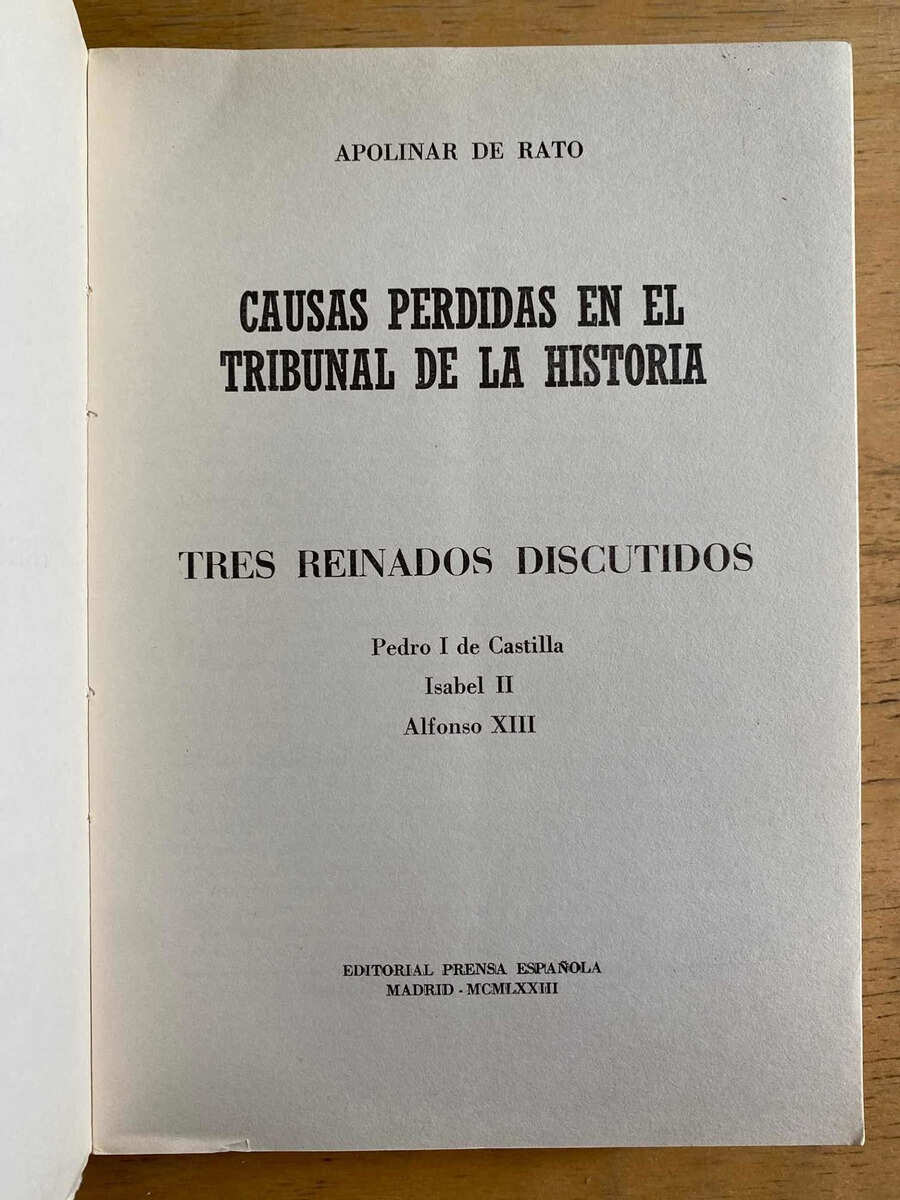 APOLINAR DE RATO
CAUSAS PERDIDAS EN EL
TRIBUNAL DE LA HISTORIA
TRES REINADOS DISCUTIDOS
Pedro I de Castilla
Isabel II
Alfonso XIII
EDITORIAL PRENSA ESPAÑOLA
MADRID - MCMLXXIII